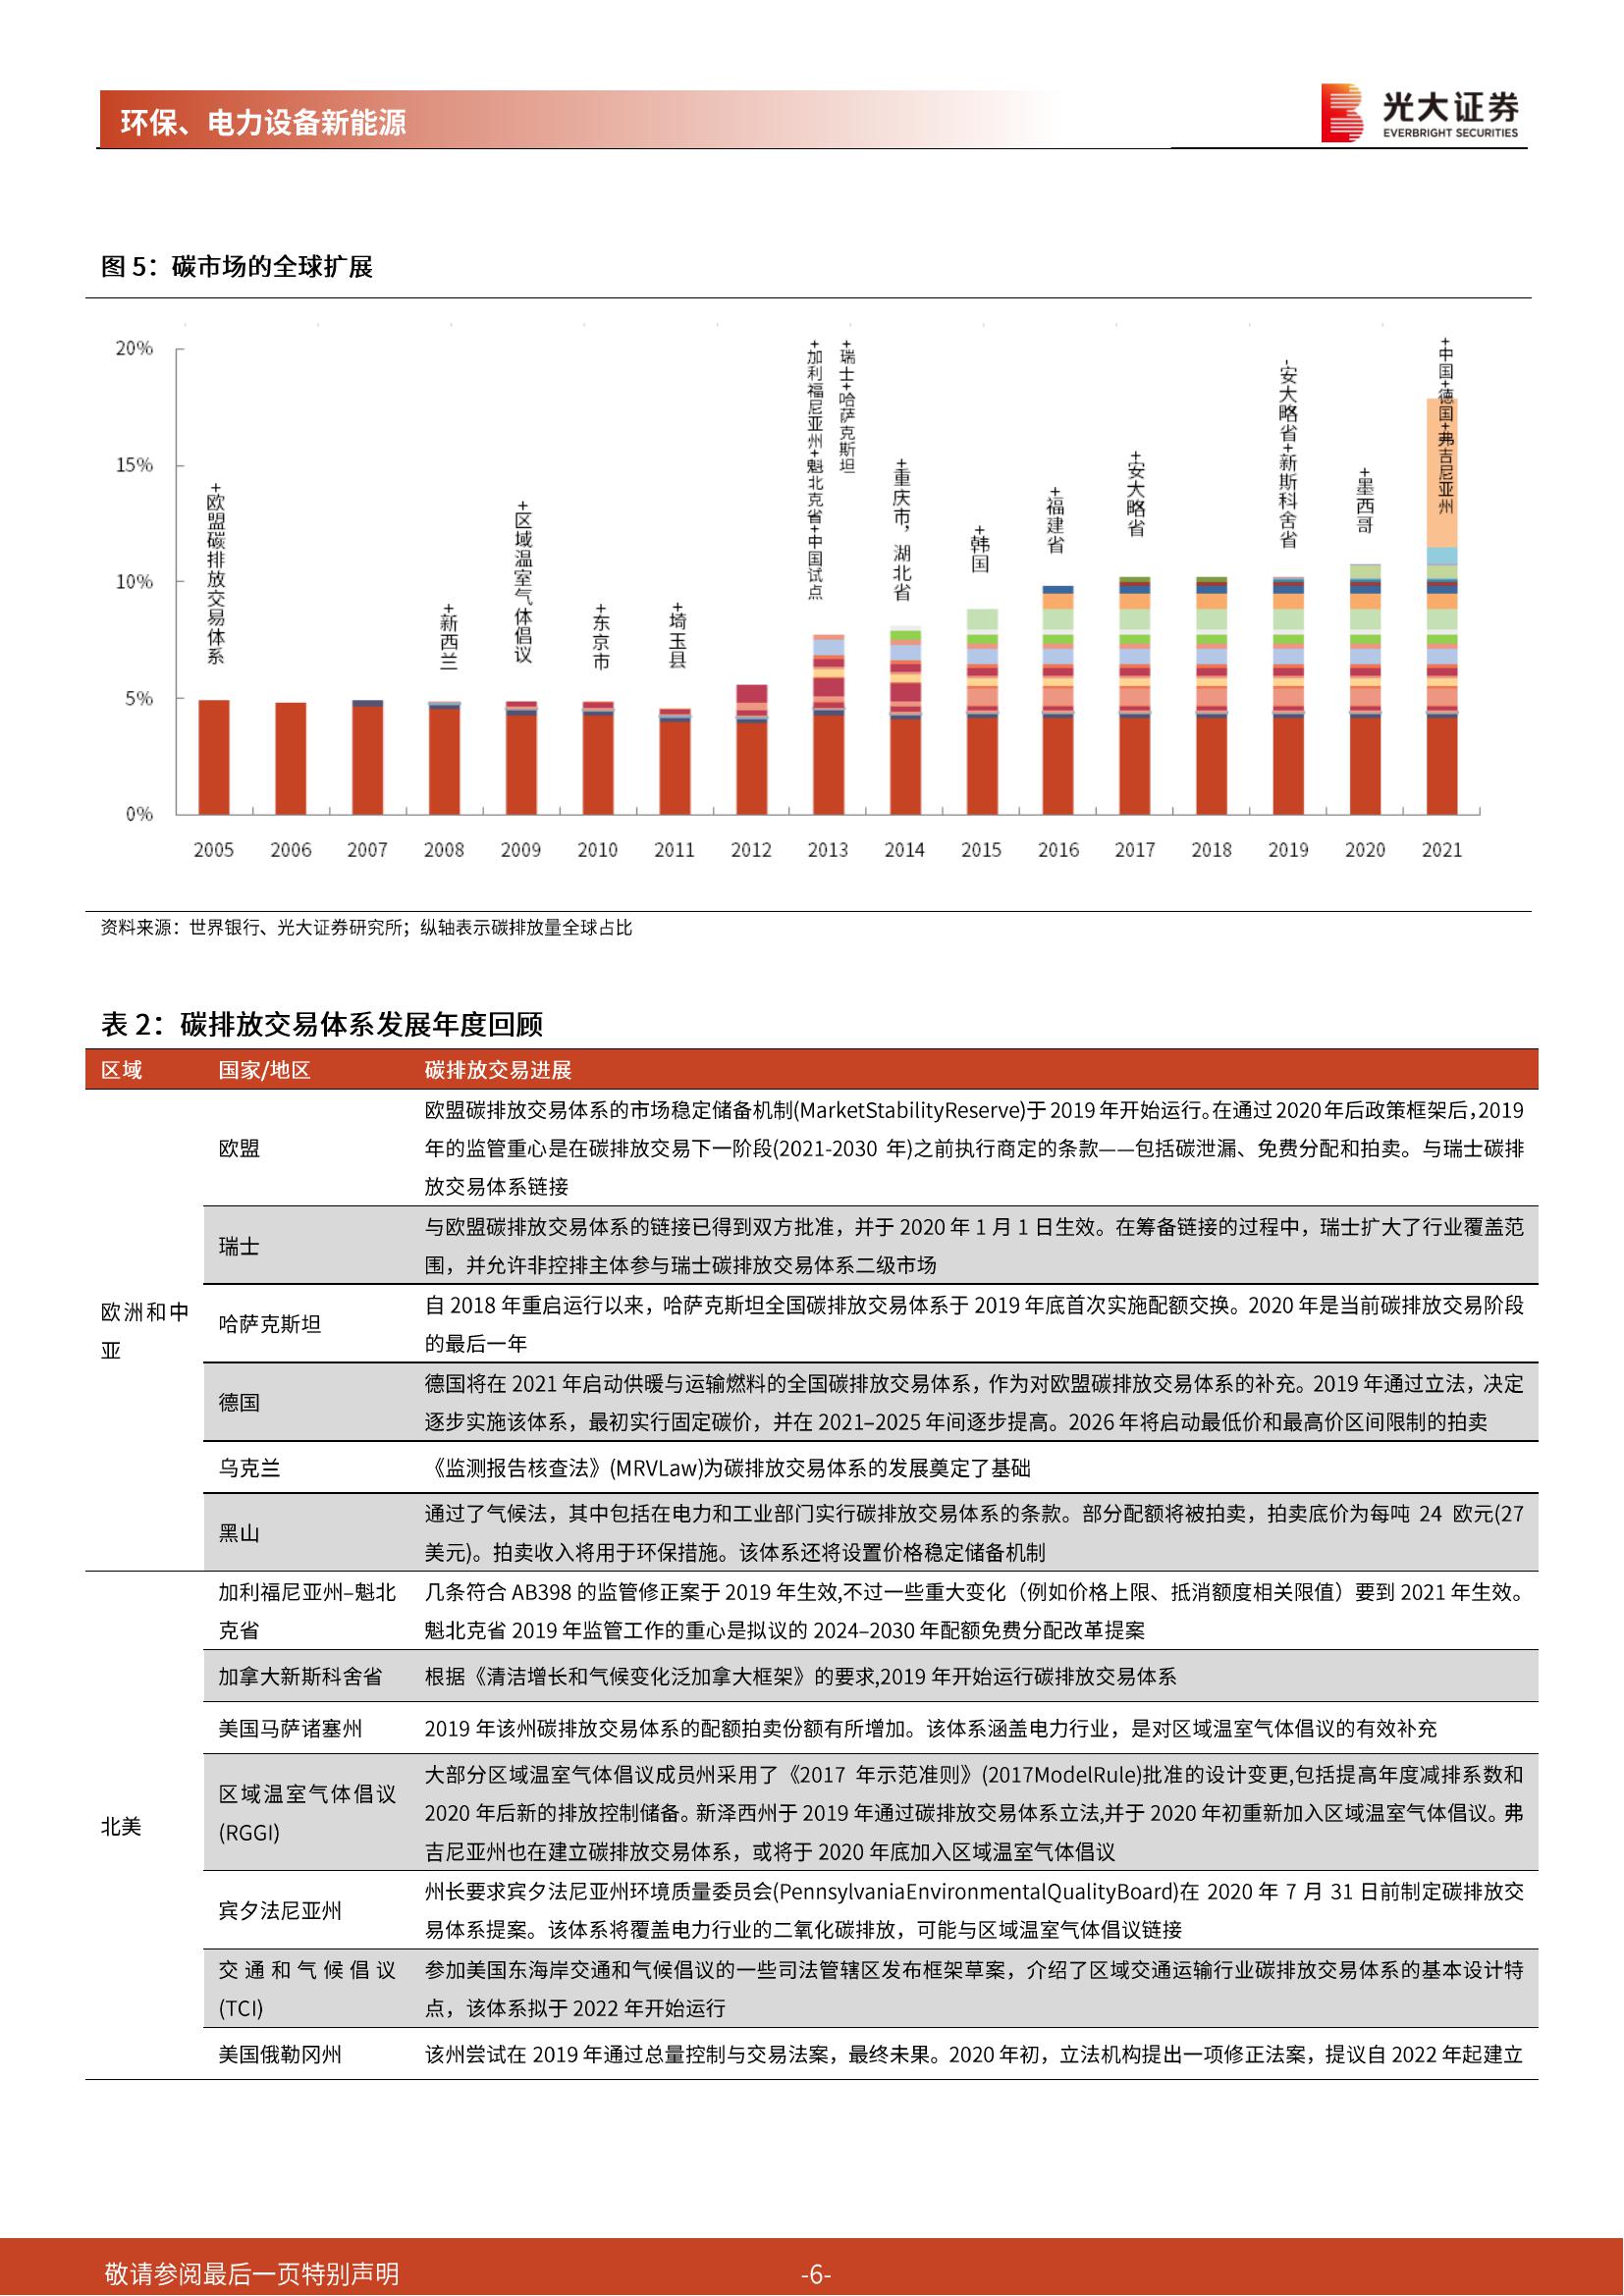 环保、电力设备新能源
光大证券
EVERBRIGHT SECURITIES
图 5：碳市场的全球扩展
20%
15%
10%
5%
0%
+欧盟碳排放交易体系
+新西兰
+区域温室气体倡议
+东京市
+埼玉县
+加利福尼亚州+魁北克省+中国试点
+瑞士+哈萨克斯坦
+重庆市，湖北省
+韩国
+福建省
+安大略省
-安大略省+新斯科舍省
+墨西哥
+中国+德国+弗吉尼亚州
2005 2006 2007 2008 2009 2010 2011 2012 2013 2014 2015 2016 2017 2018 2019 2020 2021
资料来源：世界银行、光大证券研究所；纵轴表示碳排放量全球占比
表 2：碳排放交易体系发展年度回顾
区域 国家/地区 碳排放交易进展
欧洲和中
亚
欧盟
欧盟碳排放交易体系的市场稳定储备机制(MarketStabilityReserve)于 2019 年开始运行。在通过 2020 年后政策框架后，2019
年的监管重心是在碳排放交易下一阶段(2021-2030 年)之前执行商定的条款——包括碳泄漏、免费分配和拍卖。与瑞士碳排
放交易体系链接
瑞士
与欧盟碳排放交易体系的链接已得到双方批准，并于 2020 年 1 月 1 日生效。在筹备链接的过程中，瑞士扩大了行业覆盖范
围，并允许非控排主体参与瑞士碳排放交易体系二级市场
哈萨克斯坦
自 2018 年重启运行以来，哈萨克斯坦全国碳排放交易体系于 2019 年底首次实施配额交换。2020 年是当前碳排放交易阶段
的最后一年
德国
德国将在 2021 年启动供暖与运输燃料的全国碳排放交易体系，作为对欧盟碳排放交易体系的补充。2019 年通过立法，决定
逐步实施该体系，最初实行固定碳价，并在 2021–2025 年间逐步提高。2026 年将启动最低价和最高价区间限制的拍卖
乌克兰
《监测报告核查法》(MRVLaw)为碳排放交易体系的发展奠定了基础
黑山
通过了气候法，其中包括在电力和工业部门实行碳排放交易体系的条款。部分配额将被拍卖，拍卖底价为每吨 24 欧元(27
美元)。拍卖收入将用于环保措施。该体系还将设置价格稳定储备机制
北美
加利福尼亚州–魁北
克省
几条符合 AB398 的监管修正案于 2019 年生效,不过一些重大变化（例如价格上限、抵消额度相关限值）要到 2021 年生效。
魁北克省 2019 年监管工作的重心是拟议的 2024–2030 年配额免费分配改革提案
加拿大新斯科舍省
根据《清洁增长和气候变化泛加拿大框架》的要求,2019 年开始运行碳排放交易体系
美国马萨诸塞州
2019 年该州碳排放交易体系的配额拍卖份额有所增加。该体系涵盖电力行业，是对区域温室气体倡议的有效补充
区域温室气体倡议
(RGGI)
大部分区域温室气体倡议成员州采用了《2017 年示范准则》(2017ModelRule)批准的设计变更,包括提高年度减排系数和
2020 年后新的排放控制储备。新泽西州于 2019 年通过碳排放交易体系立法,并于 2020 年初重新加入区域温室气体倡议。弗
吉尼亚州也在建立碳排放交易体系，或将于 2020 年底加入区域温室气体倡议
宾夕法尼亚州
州长要求宾夕法尼亚州环境质量委员会(PennsylvaniaEnvironmentalQualityBoard)在 2020 年 7 月 31 日前制定碳排放交
易体系提案。该体系将覆盖电力行业的二氧化碳排放，可能与区域温室气体倡议链接
交通和气候倡议
(TCI)
参加美国东海岸交通和气候倡议的一些司法管辖区发布框架草案，介绍了区域交通运输行业碳排放交易体系的基本设计特
点，该体系拟于 2022 年开始运行
美国俄勒冈州
该州尝试在 2019 年通过总量控制与交易法案，最终未果。2020 年初，立法机构提出一项修正法案，提议自 2022 年起建立
敬请参阅最后一页特别声明
-6-